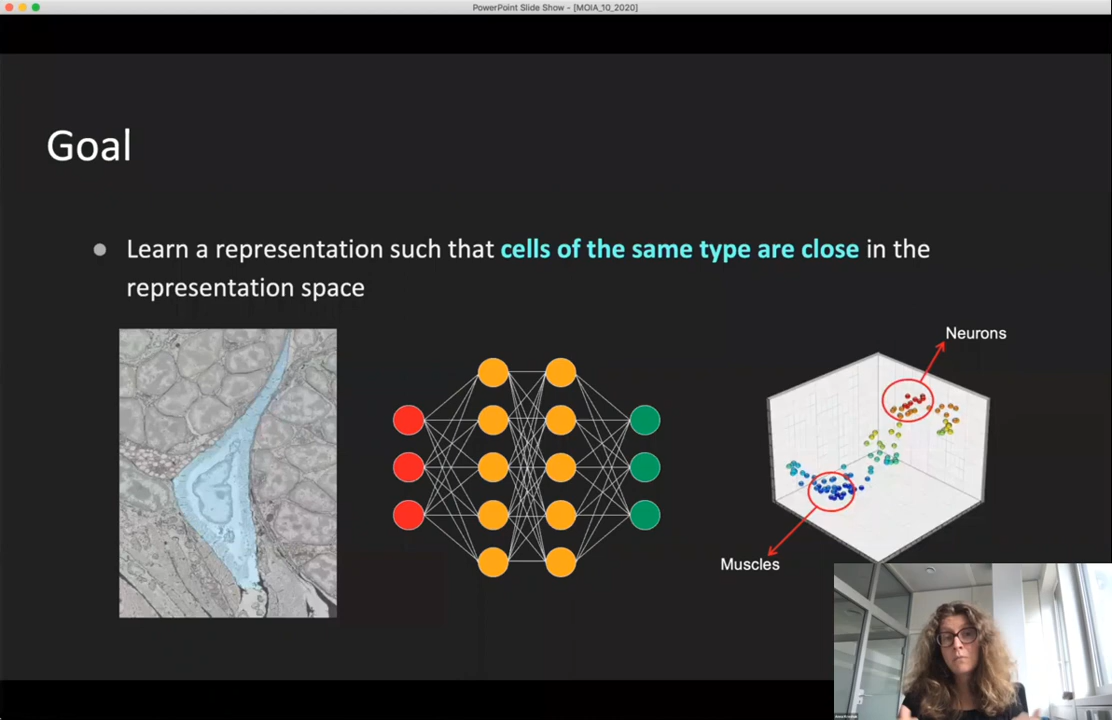 PowerPoint Slide Show - [MOIA_10_2020]
Goal
Learn a representation such that cells of the same type are close in the
representation space
Neurons
Muscles